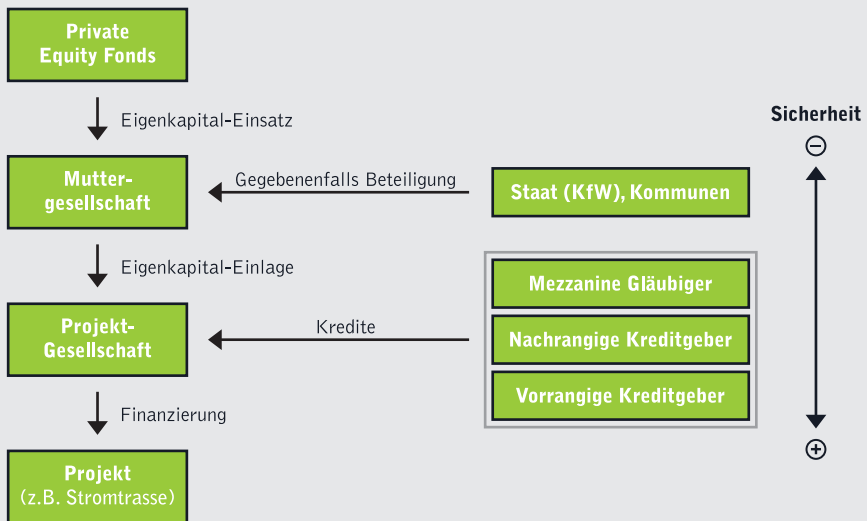 Private
Equity Fonds
Eigenkapital-Einsatz
Sicherheit
−
Mutter-
gesellschaft
Gegebenenfalls Beteiligung
Staat (KfW), Kommunen
Eigenkapital-Einlage
Mezzanine Gläubiger
Projekt-
Gesellschaft
Kredite
Nachrangige Kreditgeber
Vorrangige Kreditgeber
Finanzierung
+
Projekt
(z.B. Stromtrasse)